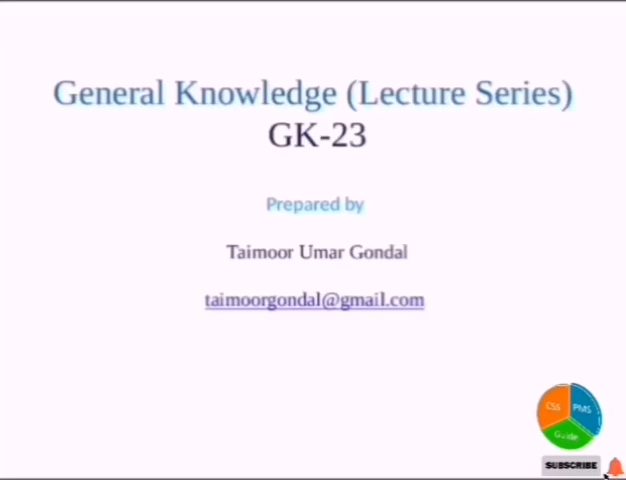 General Knowledge (Lecture Series)
GK-23
Prepared by
Taimoor Umar Gondal
taimoorgondal@gmail.com
CSS PMS
Guide
SUBSCRIBE